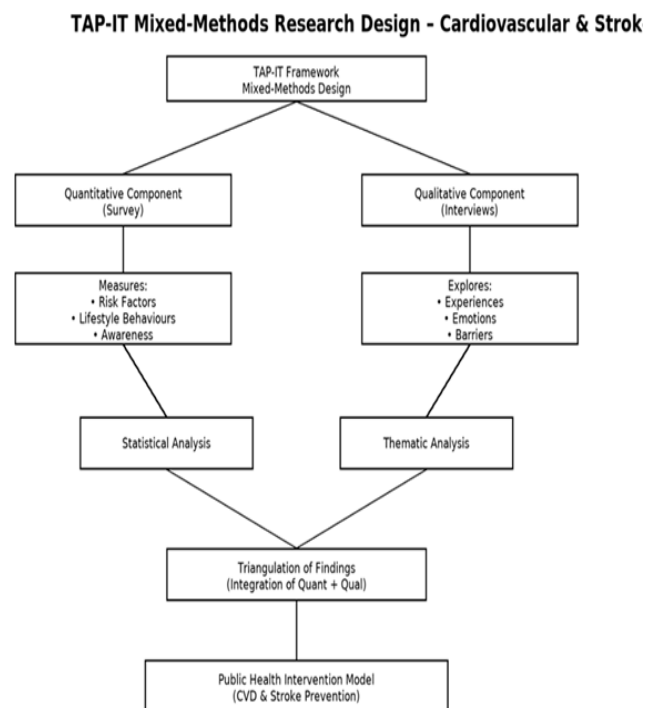 TAP-IT Mixed-Methods Research Design – Cardiovascular & Strok
TAP-IT Framework
Mixed-Methods Design
Quantitative Component
(Survey)
Qualitative Component
(Interviews)
Measures:
• Risk Factors
• Lifestyle Behaviours
• Awareness
Explores:
• Experiences
• Emotions
• Barriers
Statistical Analysis
Thematic Analysis
Triangulation of Findings
(Integration of Quant + Qual)
Public Health Intervention Model
(CVD & Stroke Prevention)